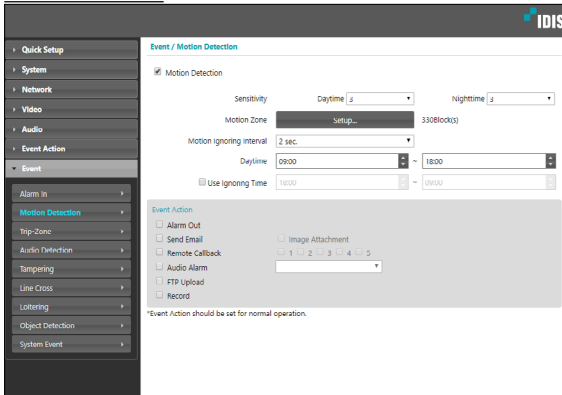 IDIS
Quick Setup
System
Network
Video
Audio
Event Action
Event
Alarm In
Motion Detection
Trip-Zone
Audio Detection
Tampering
Line Cross
Loitering
Object Detection
System Event
Event / Motion Detection
Motion Detection
Sensitivity Daytime 3 Nighttime 3
Motion Zone Setup... 330Block(s)
Motion Ignoring Interval 2 sec.
Daytime 09:00 ~ 18:00
Use Ignoring Time 18:00 ~ 09:00
Event Action
Alarm Out
Send Email Image Attachment
Remote Callback 1 2 3 4 5
Audio Alarm
FTP Upload
Record
*Event Action should be set for normal operation.